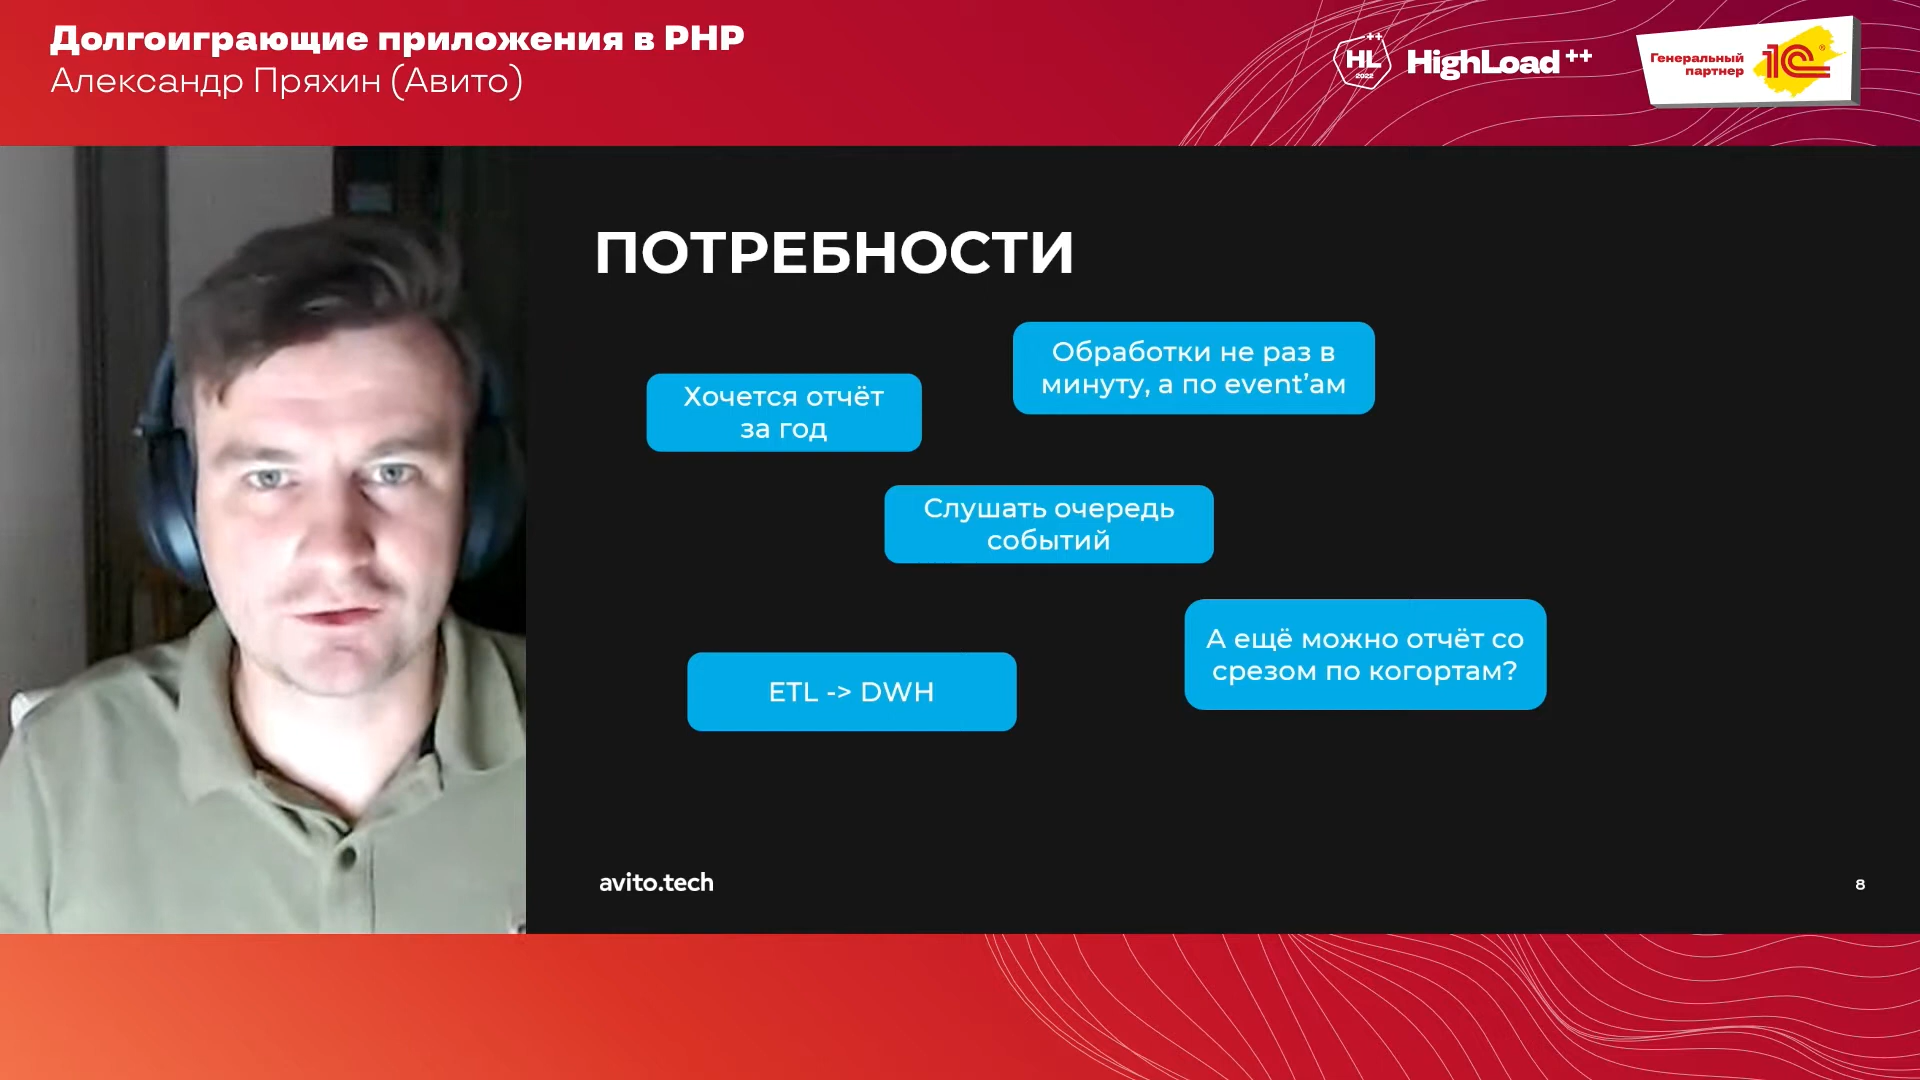 Долгоиграющие приложения в PHP
Александр Пряхин (Авито)
HL++
2022
HighLoad++
Генеральный
партнер
1С®
ПОТРЕБНОСТИ
Обработки не раз в
минуту, а по event’ам
Хочется отчёт
за год
Слушать очередь
событий
А ещё можно отчёт со
срезом по когортам?
ETL -> DWH
avito.tech
8